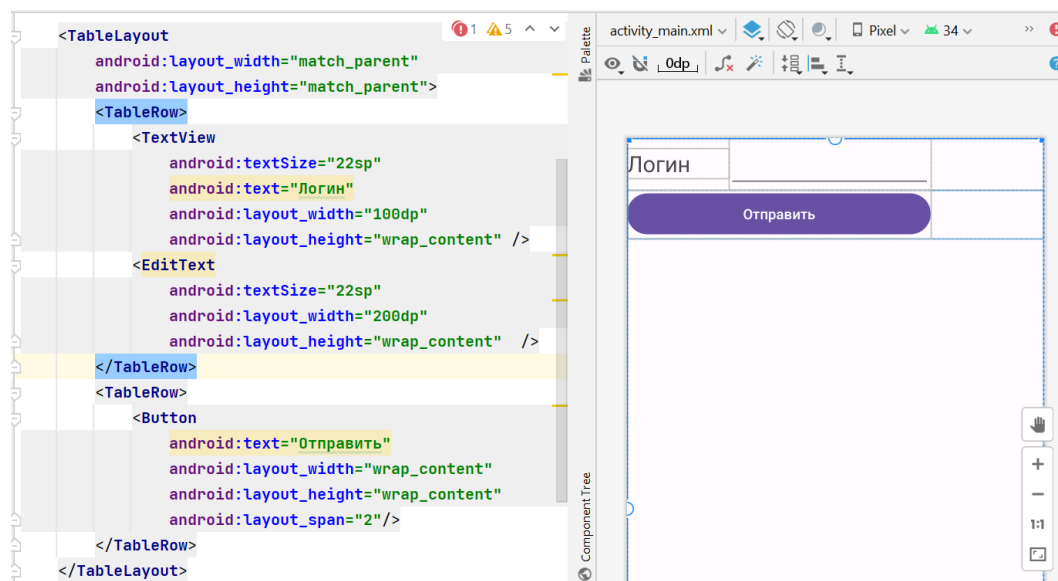 <TableLayout
android:layout_width="match_parent"
android:layout_height="match_parent">
<TableRow>
<TextView
android:textSize="22sp"
android:text="Логин"
android:layout_width="100dp"
android:layout_height="wrap_content" />
<EditText
android:textSize="22sp"
android:layout_width="200dp"
android:layout_height="wrap_content"  />
</TableRow>
<TableRow>
<Button
android:text="Отправить"
android:layout_width="wrap_content"
android:layout_height="wrap_content"
android:layout_span="2"/>
</TableRow>
</TableLayout>
1 5
Palette
Component Tree
activity_main.xml Pixel 34
0dp
Логин
Отправить
1:1